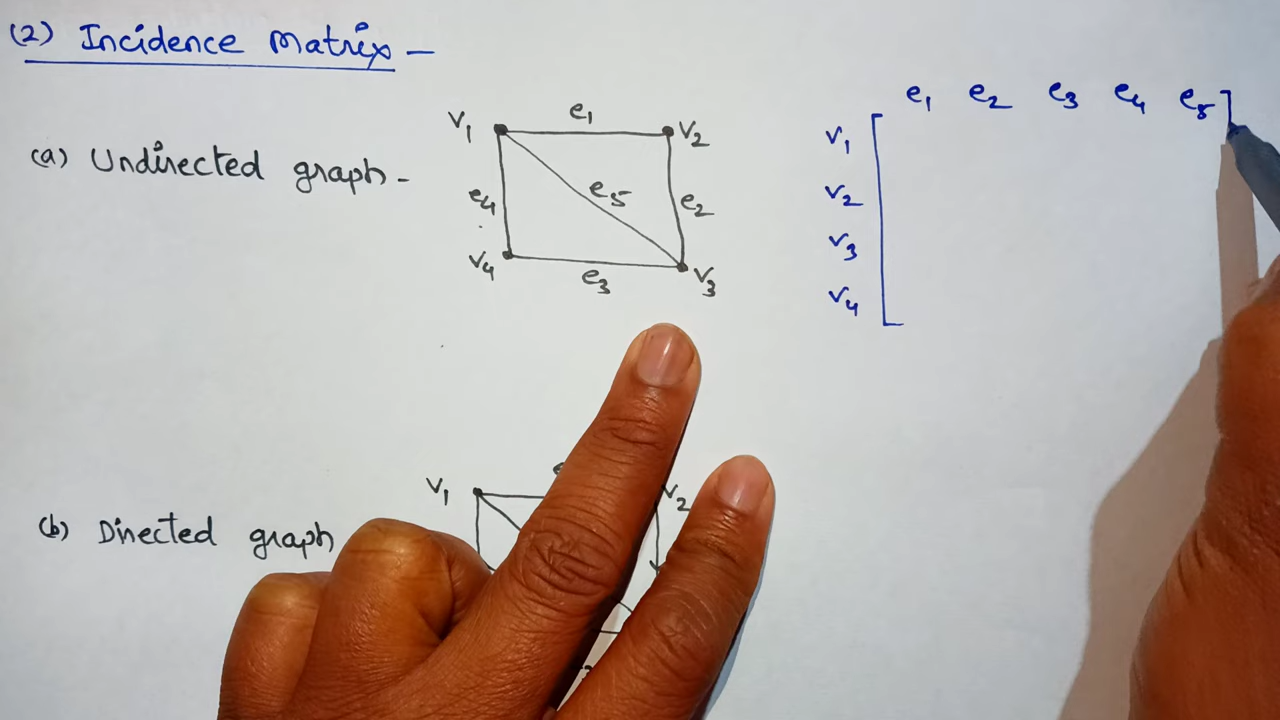 (2) Incidence Matrix -
(a) Undirected graph -
v1 e1 v2
e4 e5 e2
v4 e3 v3
e1 e2 e3 e4 e5
v1
v2
v3
v4
(b) Directed graph
v1 v2